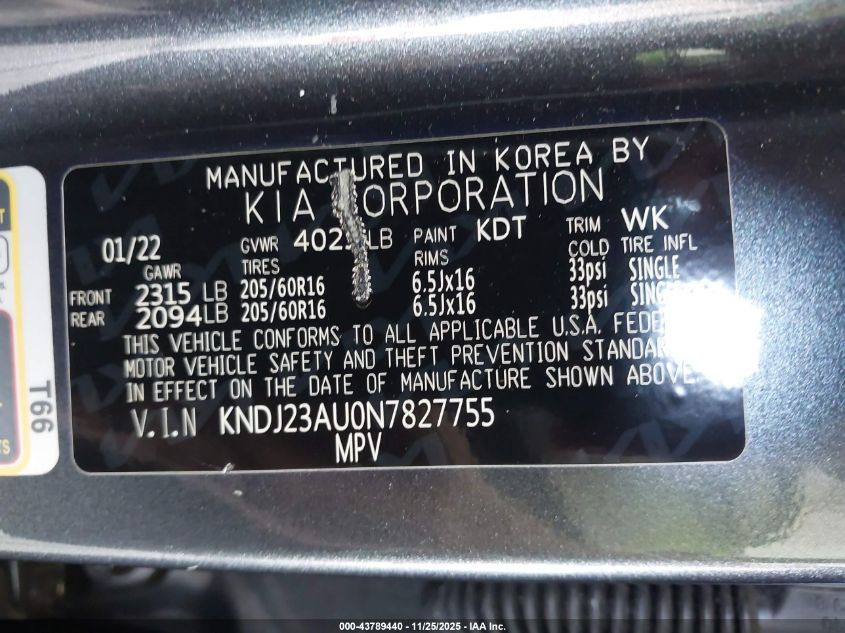 MANUFACTURED IN KOREA BY
KIA CORPORATION
01/22 GVWR LB PAINT KDT TRIM WK
GAWR TIRES RIMS COLD TIRE INFL
FRONT 2315 LB 205/60R16 6.5Jx16 33psi SINGLE
REAR 2094LB 205/60R16 6.5Jx16 33psi
THIS VEHICLE CONFORMS TO ALL APPLICABLE U.S.A.
MOTOR VEHICLE SAFETY AND THEFT PREVENTION
IN EFFECT ON THE DATE OF MANUFACTURE SHOWN ABOVE.
V.I.N KNDJ23AU0N7827755
MPV
T66
000-43789440 - 11/25/2025 - IAA Inc.